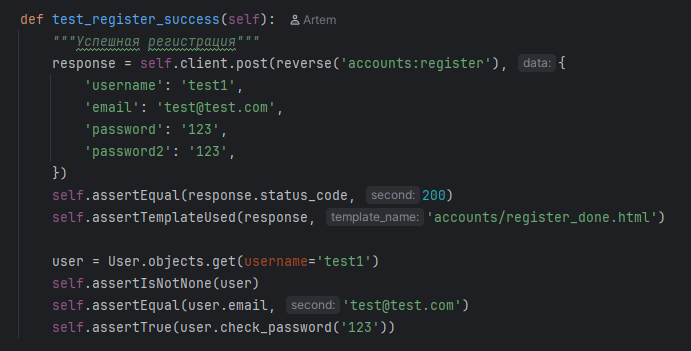 def test_register_success(self): Artem
"""Успешная регистрация"""
response = self.client.post(reverse('accounts:register'), data: {
'username': 'test1',
'email': 'test@test.com',
'password': '123',
'password2': '123',
})
self.assertEqual(response.status_code, second: 200)
self.assertTemplateUsed(response, template_name: 'accounts/register_done.html')
user = User.objects.get(username='test1')
self.assertIsNotNone(user)
self.assertEqual(user.email, second: 'test@test.com')
self.assertTrue(user.check_password('123'))